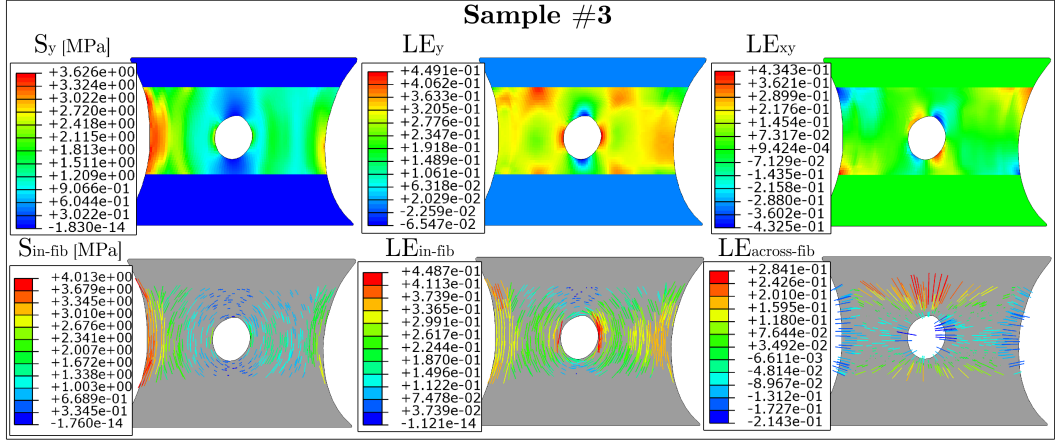 Sample #3
Sy [MPa]
+3.626e+00
+3.324e+00
+3.022e+00
+2.720e+00
+2.418e+00
+2.115e+00
+1.813e+00
+1.511e+00
+1.209e+00
+9.066e-01
+6.044e-01
+3.022e-01
-1.830e-14
LEy
+4.491e-01
+4.062e-01
+3.633e-01
+3.205e-01
+2.776e-01
+2.347e-01
+1.918e-01
+1.489e-01
+1.061e-01
+6.318e-02
+2.029e-02
-2.259e-02
-6.547e-02
LExy
+4.343e-01
+3.621e-01
+2.899e-01
+2.176e-01
+1.454e-01
+7.317e-02
+9.424e-04
-7.129e-02
-1.435e-01
-2.158e-01
-2.880e-01
-3.602e-01
-4.325e-01
Sin-fib [MPa]
+4.013e+00
+3.679e+00
+3.345e+00
+3.010e+00
+2.676e+00
+2.341e+00
+2.007e+00
+1.672e+00
+1.338e+00
+1.003e+00
+6.689e-01
+3.345e-01
-1.760e-14
LEin-fib
+4.487e-01
+4.113e-01
+3.739e-01
+3.365e-01
+2.991e-01
+2.617e-01
+2.244e-01
+1.870e-01
+1.496e-01
+1.122e-01
+7.478e-02
+3.739e-02
-1.121e-14
LEacross-fib
+2.841e-01
+2.426e-01
+2.010e-01
+1.595e-01
+1.180e-01
+7.644e-02
+3.492e-02
-6.611e-03
-4.814e-02
-8.967e-02
-1.312e-01
-1.727e-01
-2.143e-01